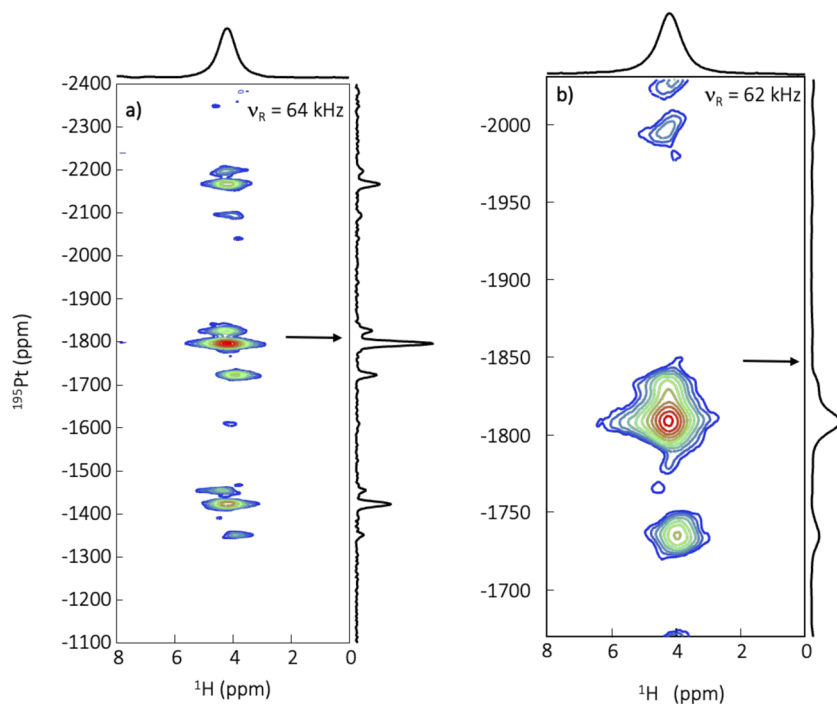 a)
νR = 64 kHz
-2400
-2300
-2200
-2100
-2000
-1900
-1800
-1700
-1600
-1500
-1400
-1300
-1200
-1100
195Pt (ppm)
8 6 4 2 0
1H (ppm)
b)
νR = 62 kHz
-2000
-1950
-1900
-1850
-1800
-1750
-1700
8 6 4 2 0
1H (ppm)